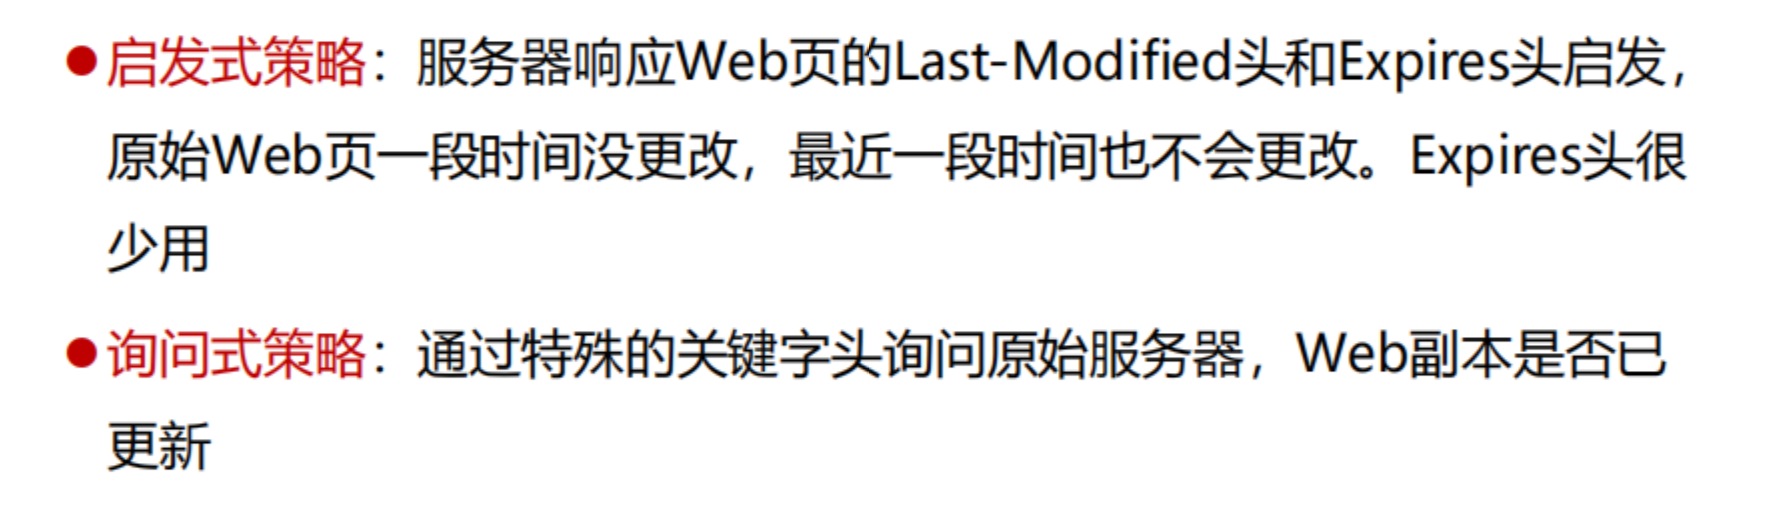 ●启发式策略：服务器响应Web页的Last-Modified头和Expires头启发，
原始Web页一段时间没更改，最近一段时间也不会更改。Expires头很
少用
●询问式策略：通过特殊的关键字头询问原始服务器，Web副本是否已
更新